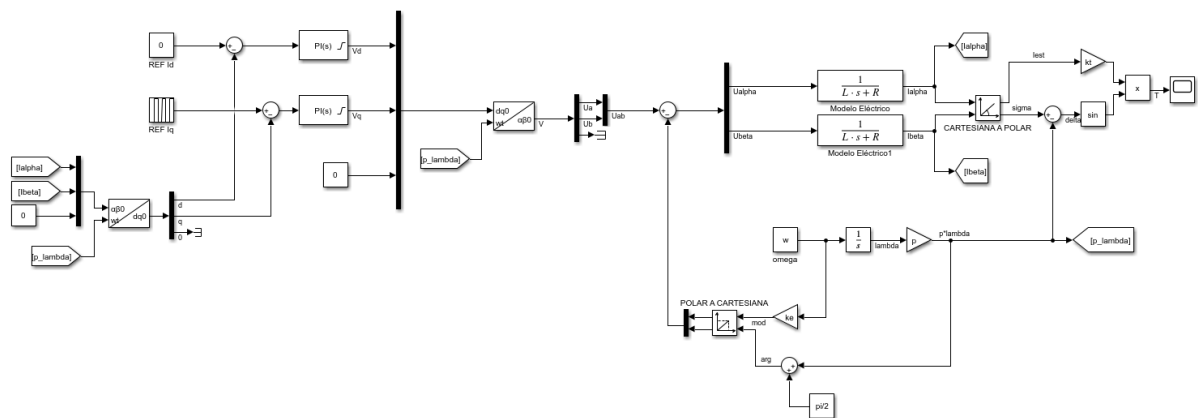 0
REF Id
PI(s)
Vd
REF Iq
PI(s)
Vq
[Ialpha]
[Ibeta]
0
αβ0
wt
dq0
d
q
0
[p_lambda]
0
dq0
wt
αβ0
V
[p_lambda]
Ua
Ub
Uab
Ualpha
Ubeta
1
L · s + R
Modelo Eléctrico
Ialpha
1
L · s + R
Modelo Eléctrico1
Ibeta
[Ialpha]
[Ibeta]
CARTESIANA A POLAR
Iest
sigma
kt
delta
sin
x
T
w
omega
1
s
lambda
p
p*lambda
[p_lambda]
POLAR A CARTESIANA
mod
ke
arg
pi/2